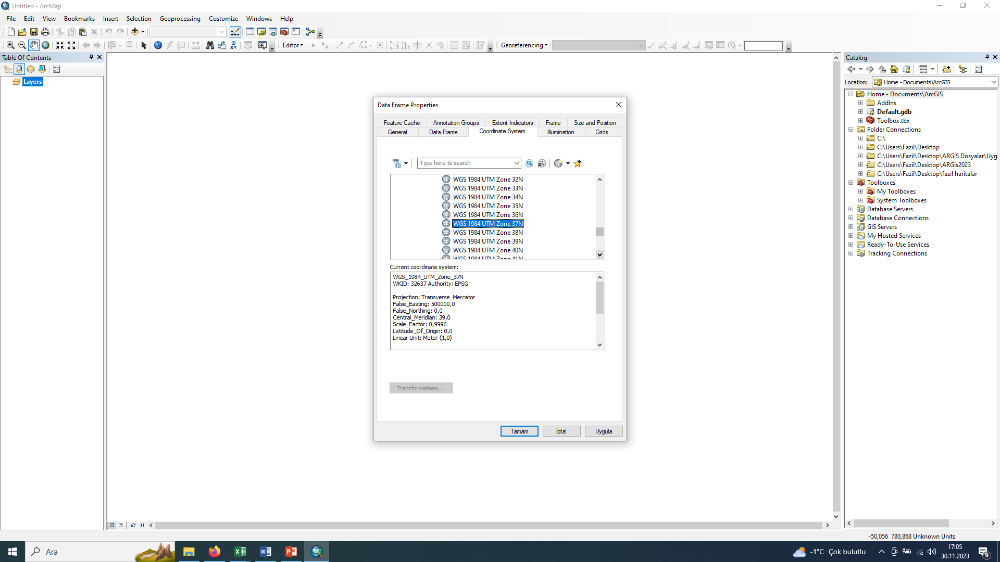 Untitled - ArcMap
File Edit View Bookmarks Insert Selection Geoprocessing Customize Windows Help
Editor
Georeferencing
Table Of Contents
Layers
Data Frame Properties
Feature Cache Annotation Groups Extent Indicators Frame Size and Position
General Data Frame Coordinate System Illumination Grids
Type here to search
WGS 1984 UTM Zone 32N
WGS 1984 UTM Zone 33N
WGS 1984 UTM Zone 34N
WGS 1984 UTM Zone 35N
WGS 1984 UTM Zone 36N
WGS 1984 UTM Zone 37N
WGS 1984 UTM Zone 38N
WGS 1984 UTM Zone 39N
WGS 1984 UTM Zone 40N
WGS 1984 UTM Zone 41N
Current coordinate system:
WGS_1984_UTM_Zone_37N
WKID: 32637 Authority: EPSG
Projection: Transverse_Mercator
False_Easting: 500000,0
False_Northing: 0,0
Central_Meridian: 39,0
Scale_Factor: 0,9996
Latitude_Of_Origin: 0,0
Linear Unit: Meter (1,0)
Transformations...
Tamam İptal Uygula
Catalog
Location: Home - Documents\ArcGIS
Home - Documents\ArcGIS
AddIns
Default.gdb
Toolbox.tbx
Folder Connections
C:\
C:\Users\Fazil\Desktop
C:\Users\Fazil\Desktop\ARGİS Dosyalar\Uyg
C:\Users\Fazil\Desktop\ARGis2023
C:\Users\Fazil\Desktop\fazıl haritalar
Toolboxes
My Toolboxes
System Toolboxes
Database Servers
Database Connections
GIS Servers
My Hosted Services
Ready-To-Use Services
Tracking Connections
-50,056 780,868 Unknown Units
Ara
-1°C Çok bulutlu
17:05
30.11.2023
9